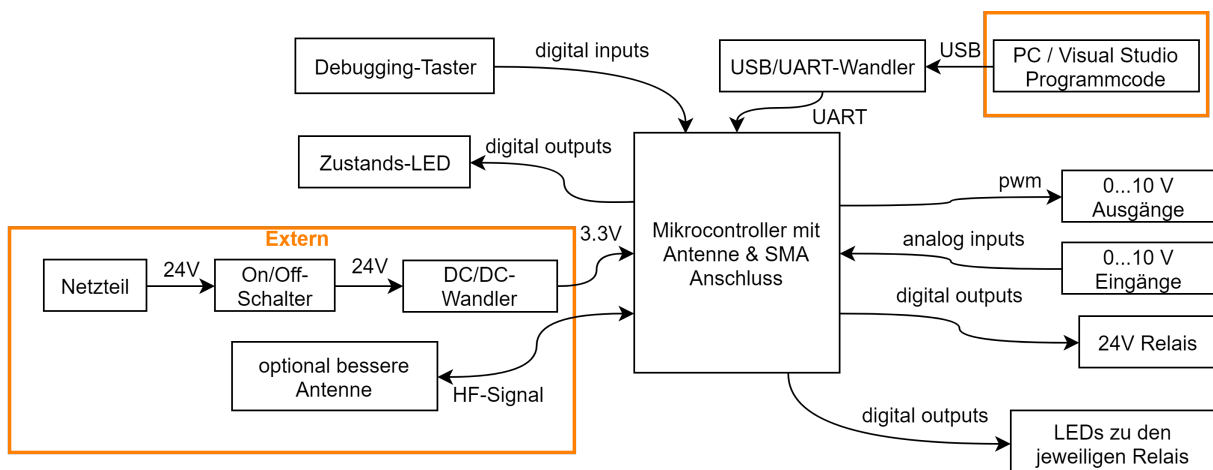 digital inputs
Debugging-Taster
USB/UART-Wandler
USB
PC / Visual Studio
Programmcode
UART
digital outputs
Zustands-LED
Mikrocontroller mit
Antenne & SMA
Anschluss
pwm
0...10 V
Ausgänge
analog inputs
0...10 V
Eingänge
digital outputs
24V Relais
digital outputs
LEDs zu den
jeweiligen Relais
Extern
3.3V
Netzteil
24V
On/Off-
Schalter
24V
DC/DC-
Wandler
optional bessere
Antenne
HF-Signal